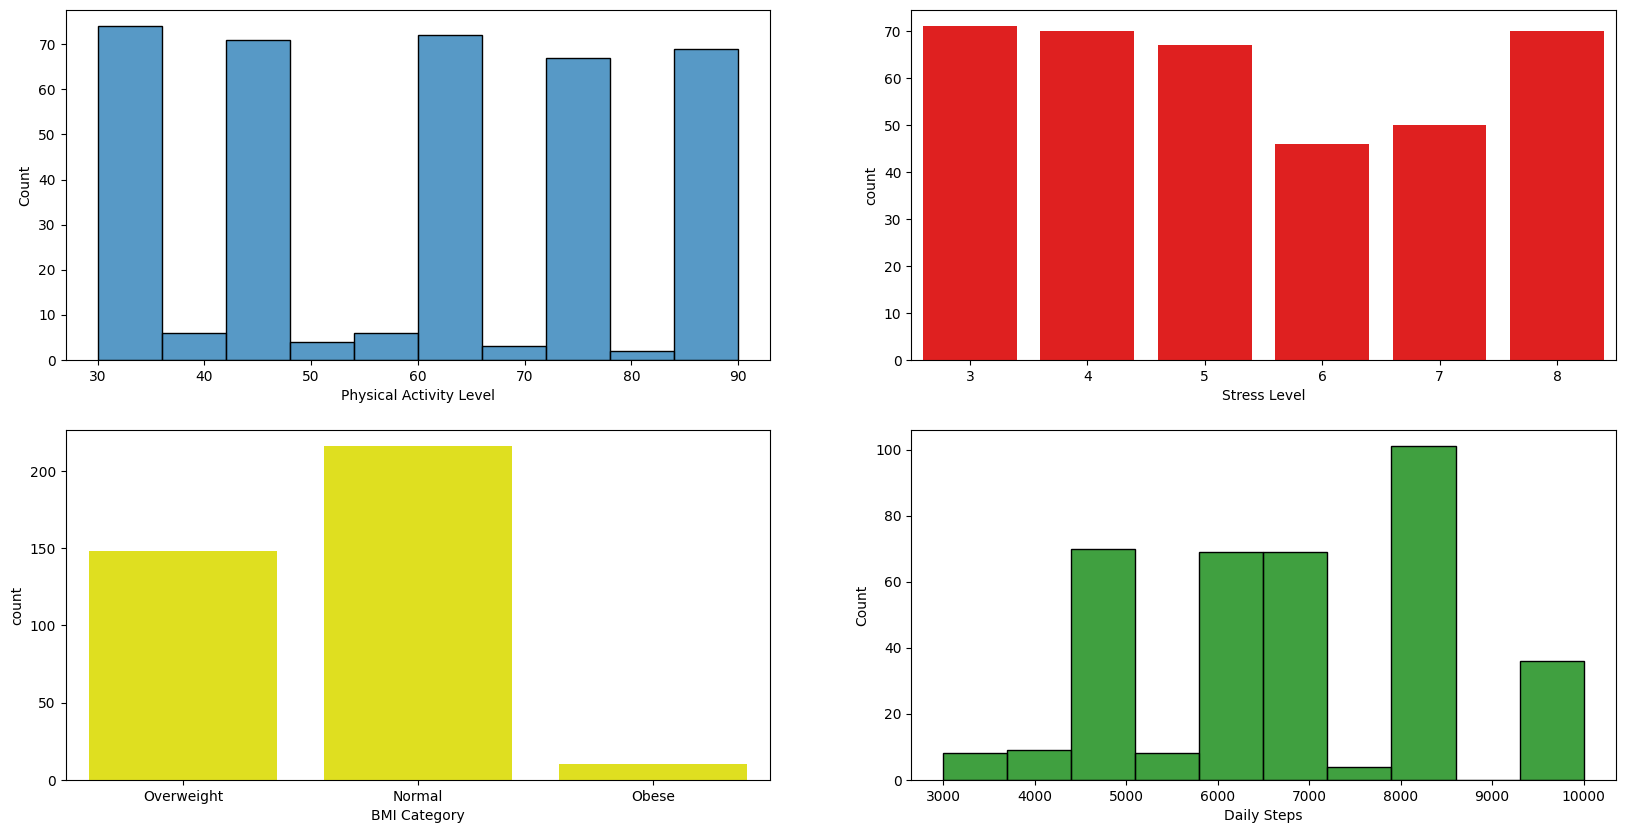 70
60
50
40
30
20
10
0
Count
30 40 50 60 70 80 90
Physical Activity Level
70
60
50
40
30
20
10
0
count
3 4 5 6 7 8
Stress Level
200
150
100
50
0
count
Overweight Normal Obese
BMI Category
100
80
60
40
20
0
Count
3000 4000 5000 6000 7000 8000 9000 10000
Daily Steps